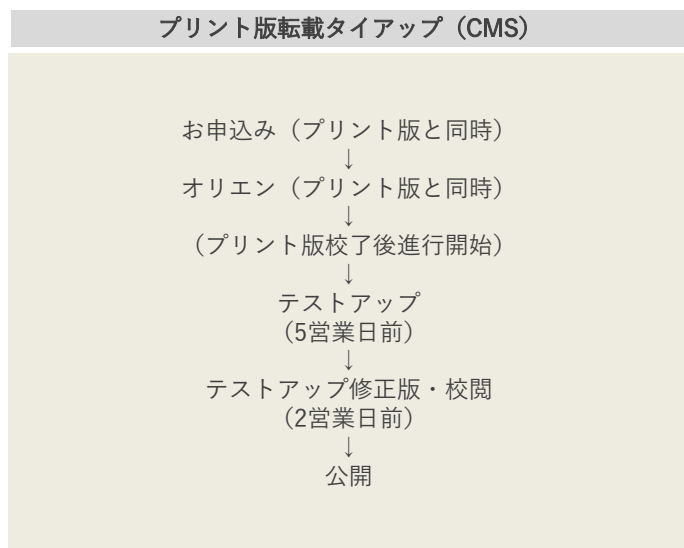 プリント版転載タイアップ（CMS）
お申込み（プリント版と同時）
↓
オリエン（プリント版と同時）
↓
（プリント版校了後進行開始）
↓
テストアップ
（5営業日前）
↓
テストアップ修正版・校閲
（2営業日前）
↓
公開